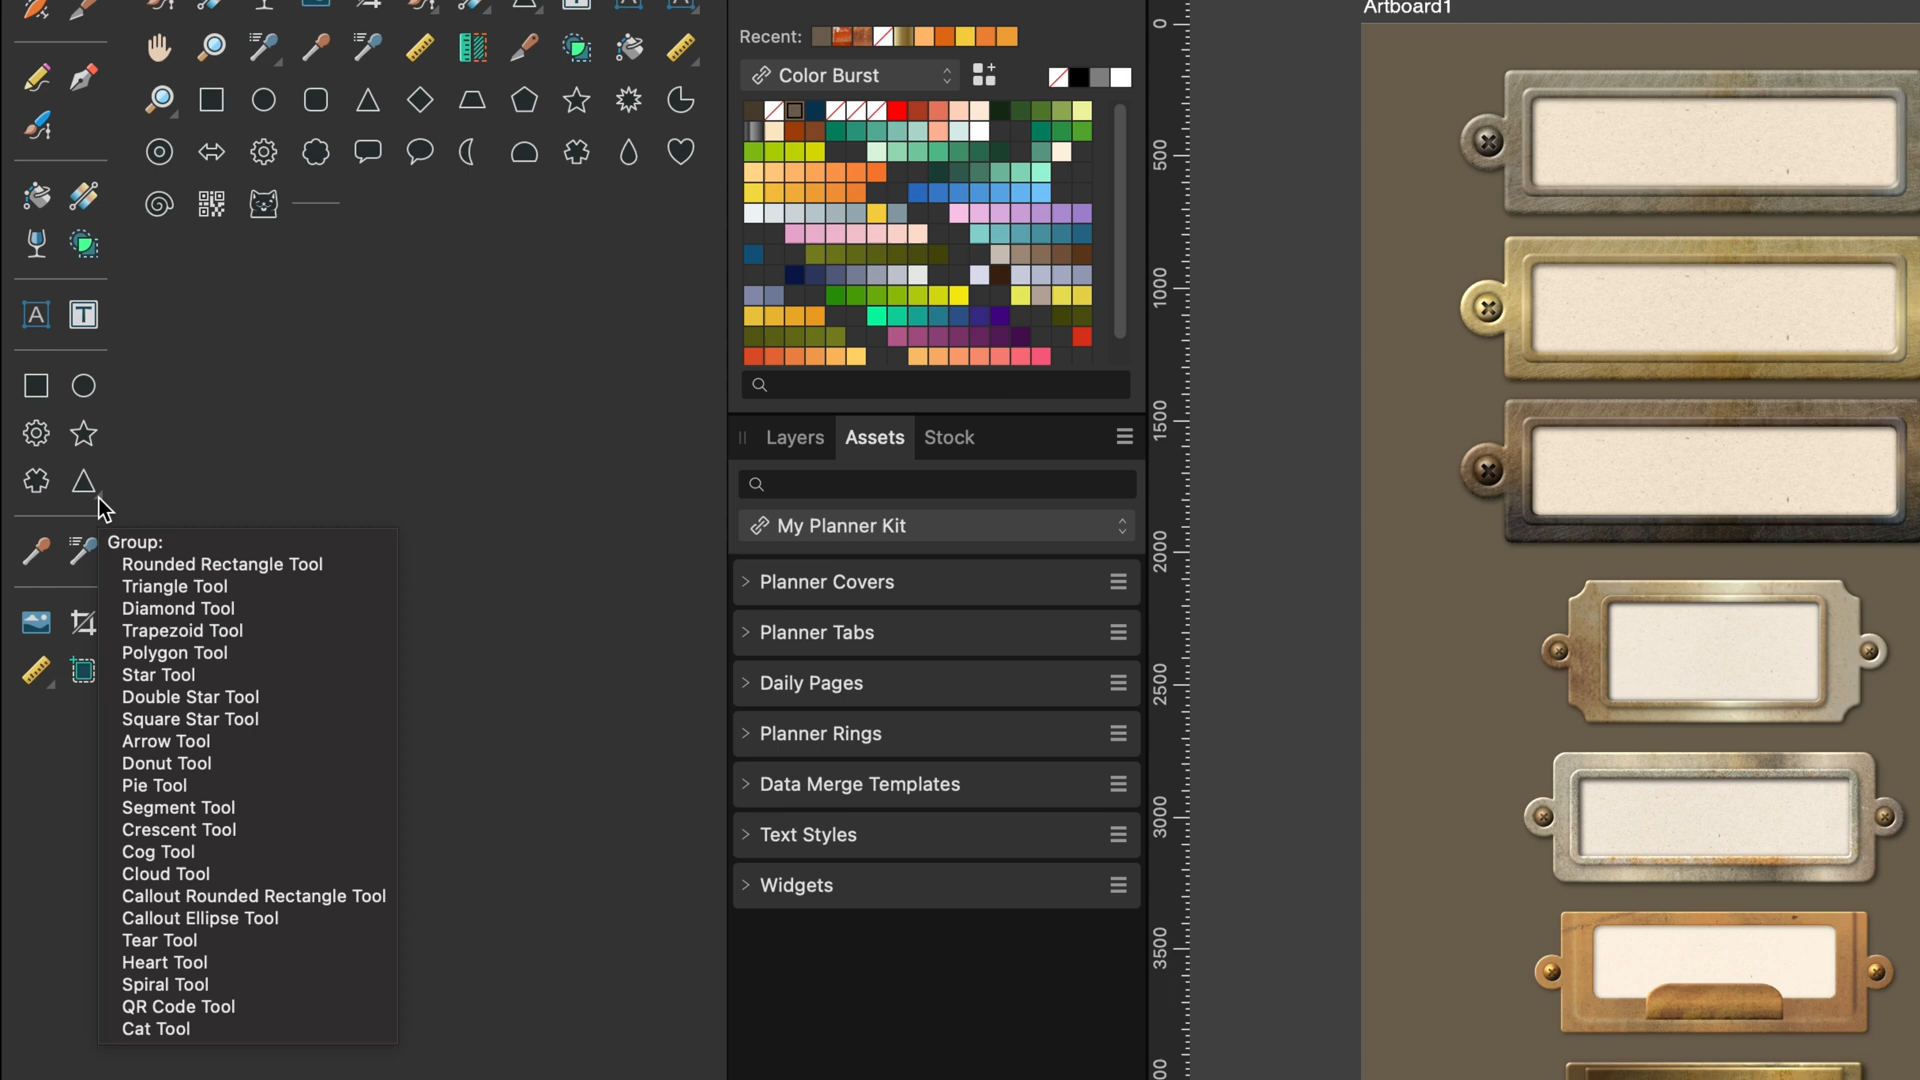 Artboard1
Recent:
Color Burst
0
500
1000
1500
2000
2500
3000
3500
Layers
Assets
Stock
My Planner Kit
Planner Covers
Planner Tabs
Daily Pages
Planner Rings
Data Merge Templates
Text Styles
Widgets
A
T
Group:
Rounded Rectangle Tool
Triangle Tool
Diamond Tool
Trapezoid Tool
Polygon Tool
Star Tool
Double Star Tool
Square Star Tool
Arrow Tool
Donut Tool
Pie Tool
Segment Tool
Crescent Tool
Cog Tool
Cloud Tool
Callout Rounded Rectangle Tool
Callout Ellipse Tool
Tear Tool
Heart Tool
Spiral Tool
QR Code Tool
Cat Tool